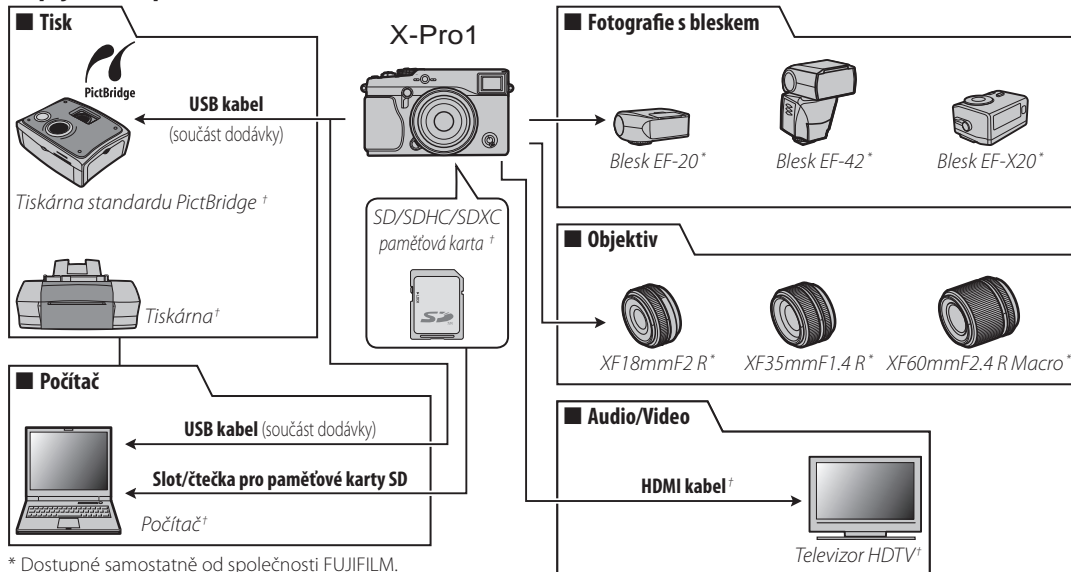 ■ Tisk
PictBridge
USB kabel
(součást dodávky)
Tiskárna standardu PictBridge †
Tiskárna†
X-Pro1
SD/SDHC/SDXC
paměťová karta †
SD
■ Fotografie s bleskem
Blesk EF-20*
Blesk EF-42*
Blesk EF-X20*
■ Objektiv
XF18mmF2 R*
XF35mmF1.4 R*
XF60mmF2.4 R Macro*
■ Počítač
USB kabel (součást dodávky)
Slot/čtečka pro paměťové karty SD
Počítač†
■ Audio/Video
HDMI kabel†
Televizor HDTV†
* Dostupné samostatně od společnosti FUJIFILM.